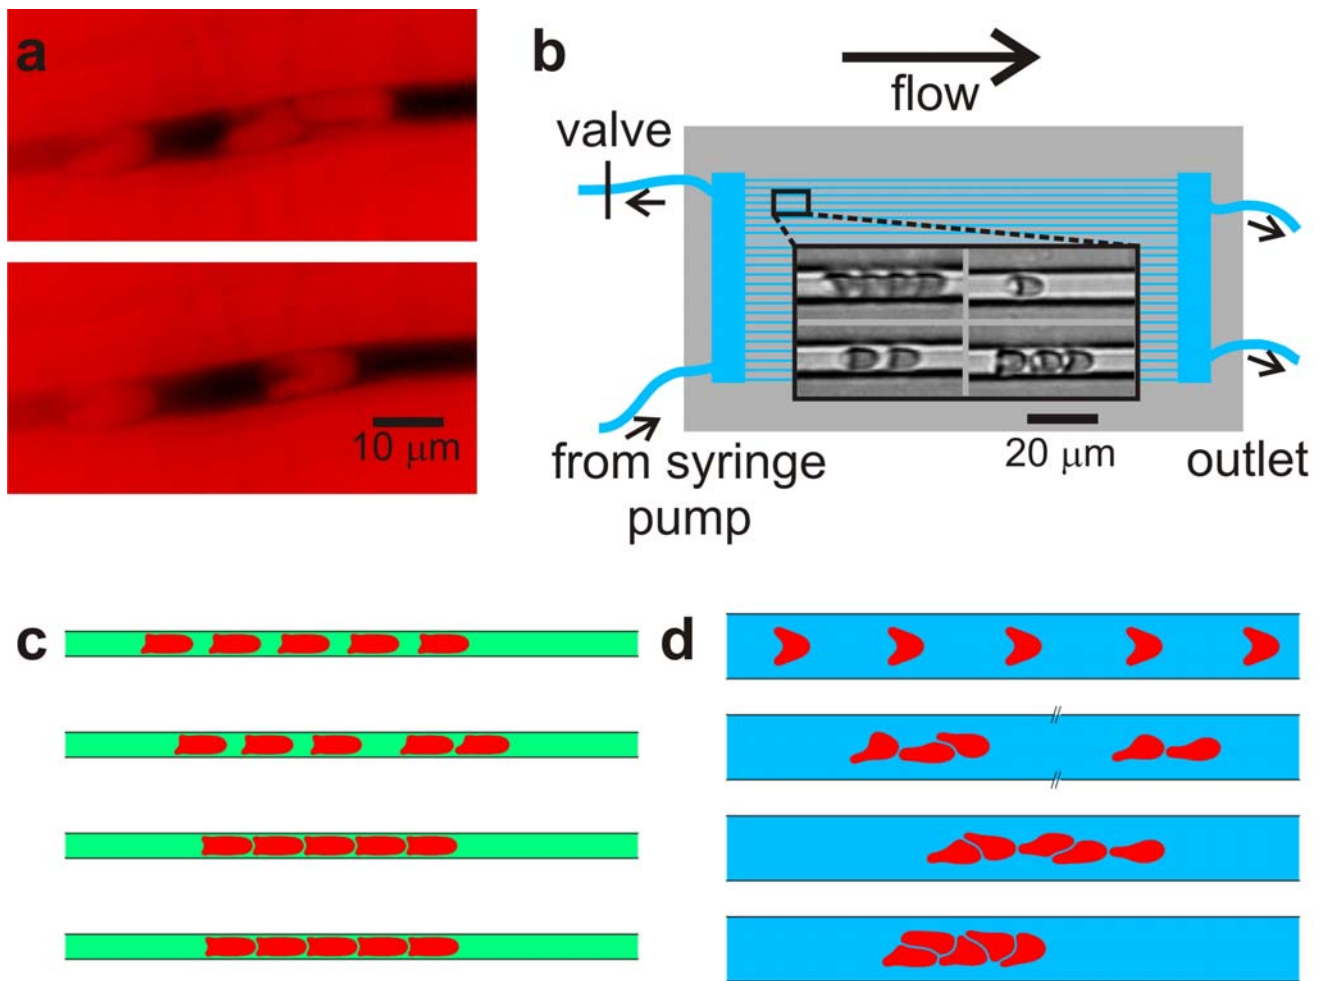 a
10 μm
b
flow
valve
from syringe
pump
20 μm
outlet
c
d